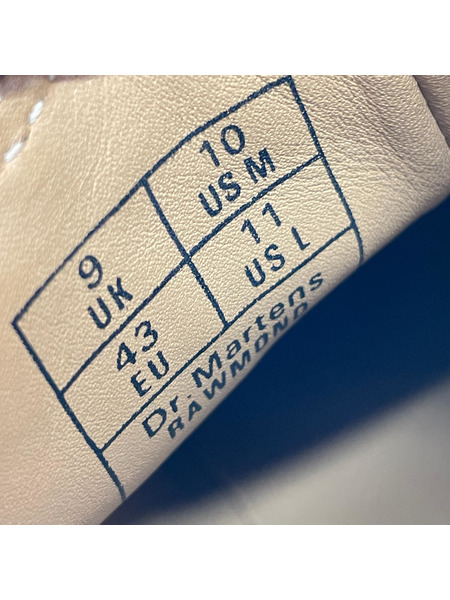 9
UK
10
US M
43
EU
11
US L
Dr. Martens
RAWMOND